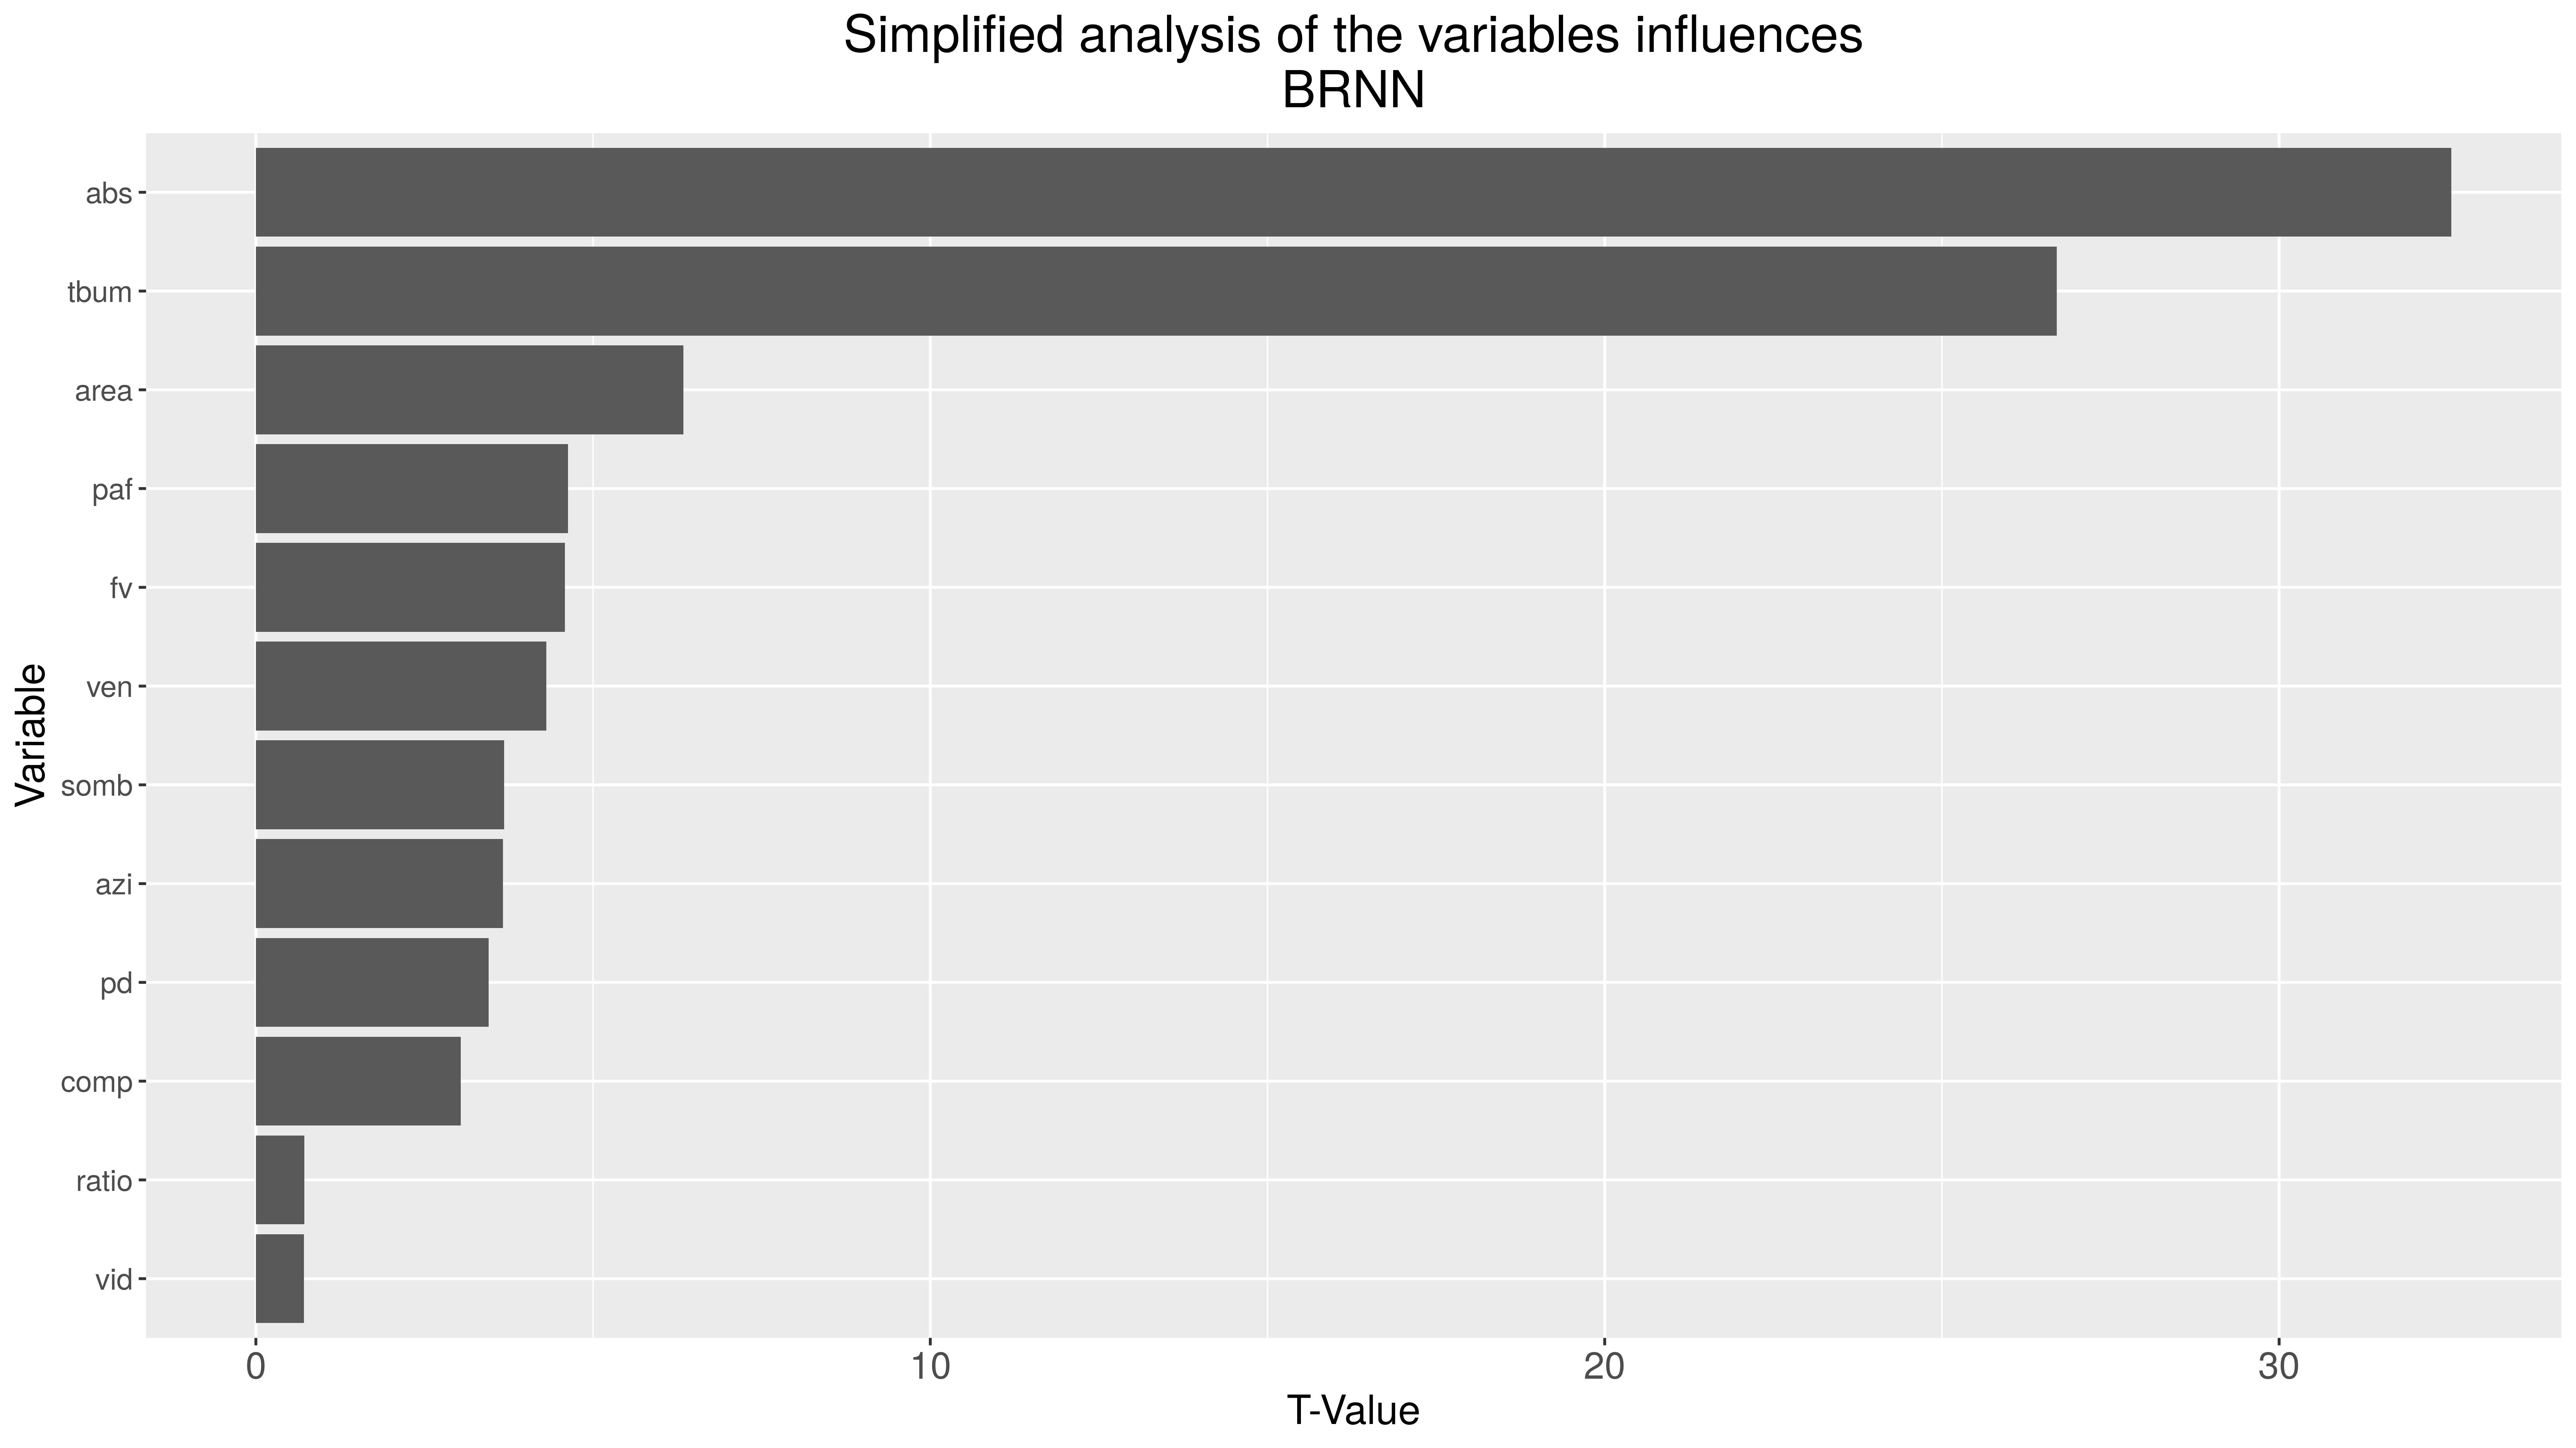 Simplified analysis of the variables influences
BRNN
abs
tbum
area
paf
fv
ven
somb
azi
pd
comp
ratio
vid
Variable
0 10 20 30
T-Value